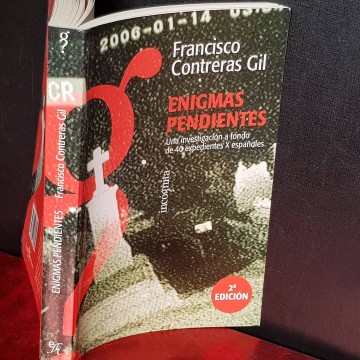 2006-01-14
Francisco
Contreras Gil
ENIGMAS
PENDIENTES
Una investigación a fondo
de 40 expedientes X españoles
incógnita
2ª
EDICIÓN
CR
ENIGMAS PENDIENTES Francisco Contreras Gil